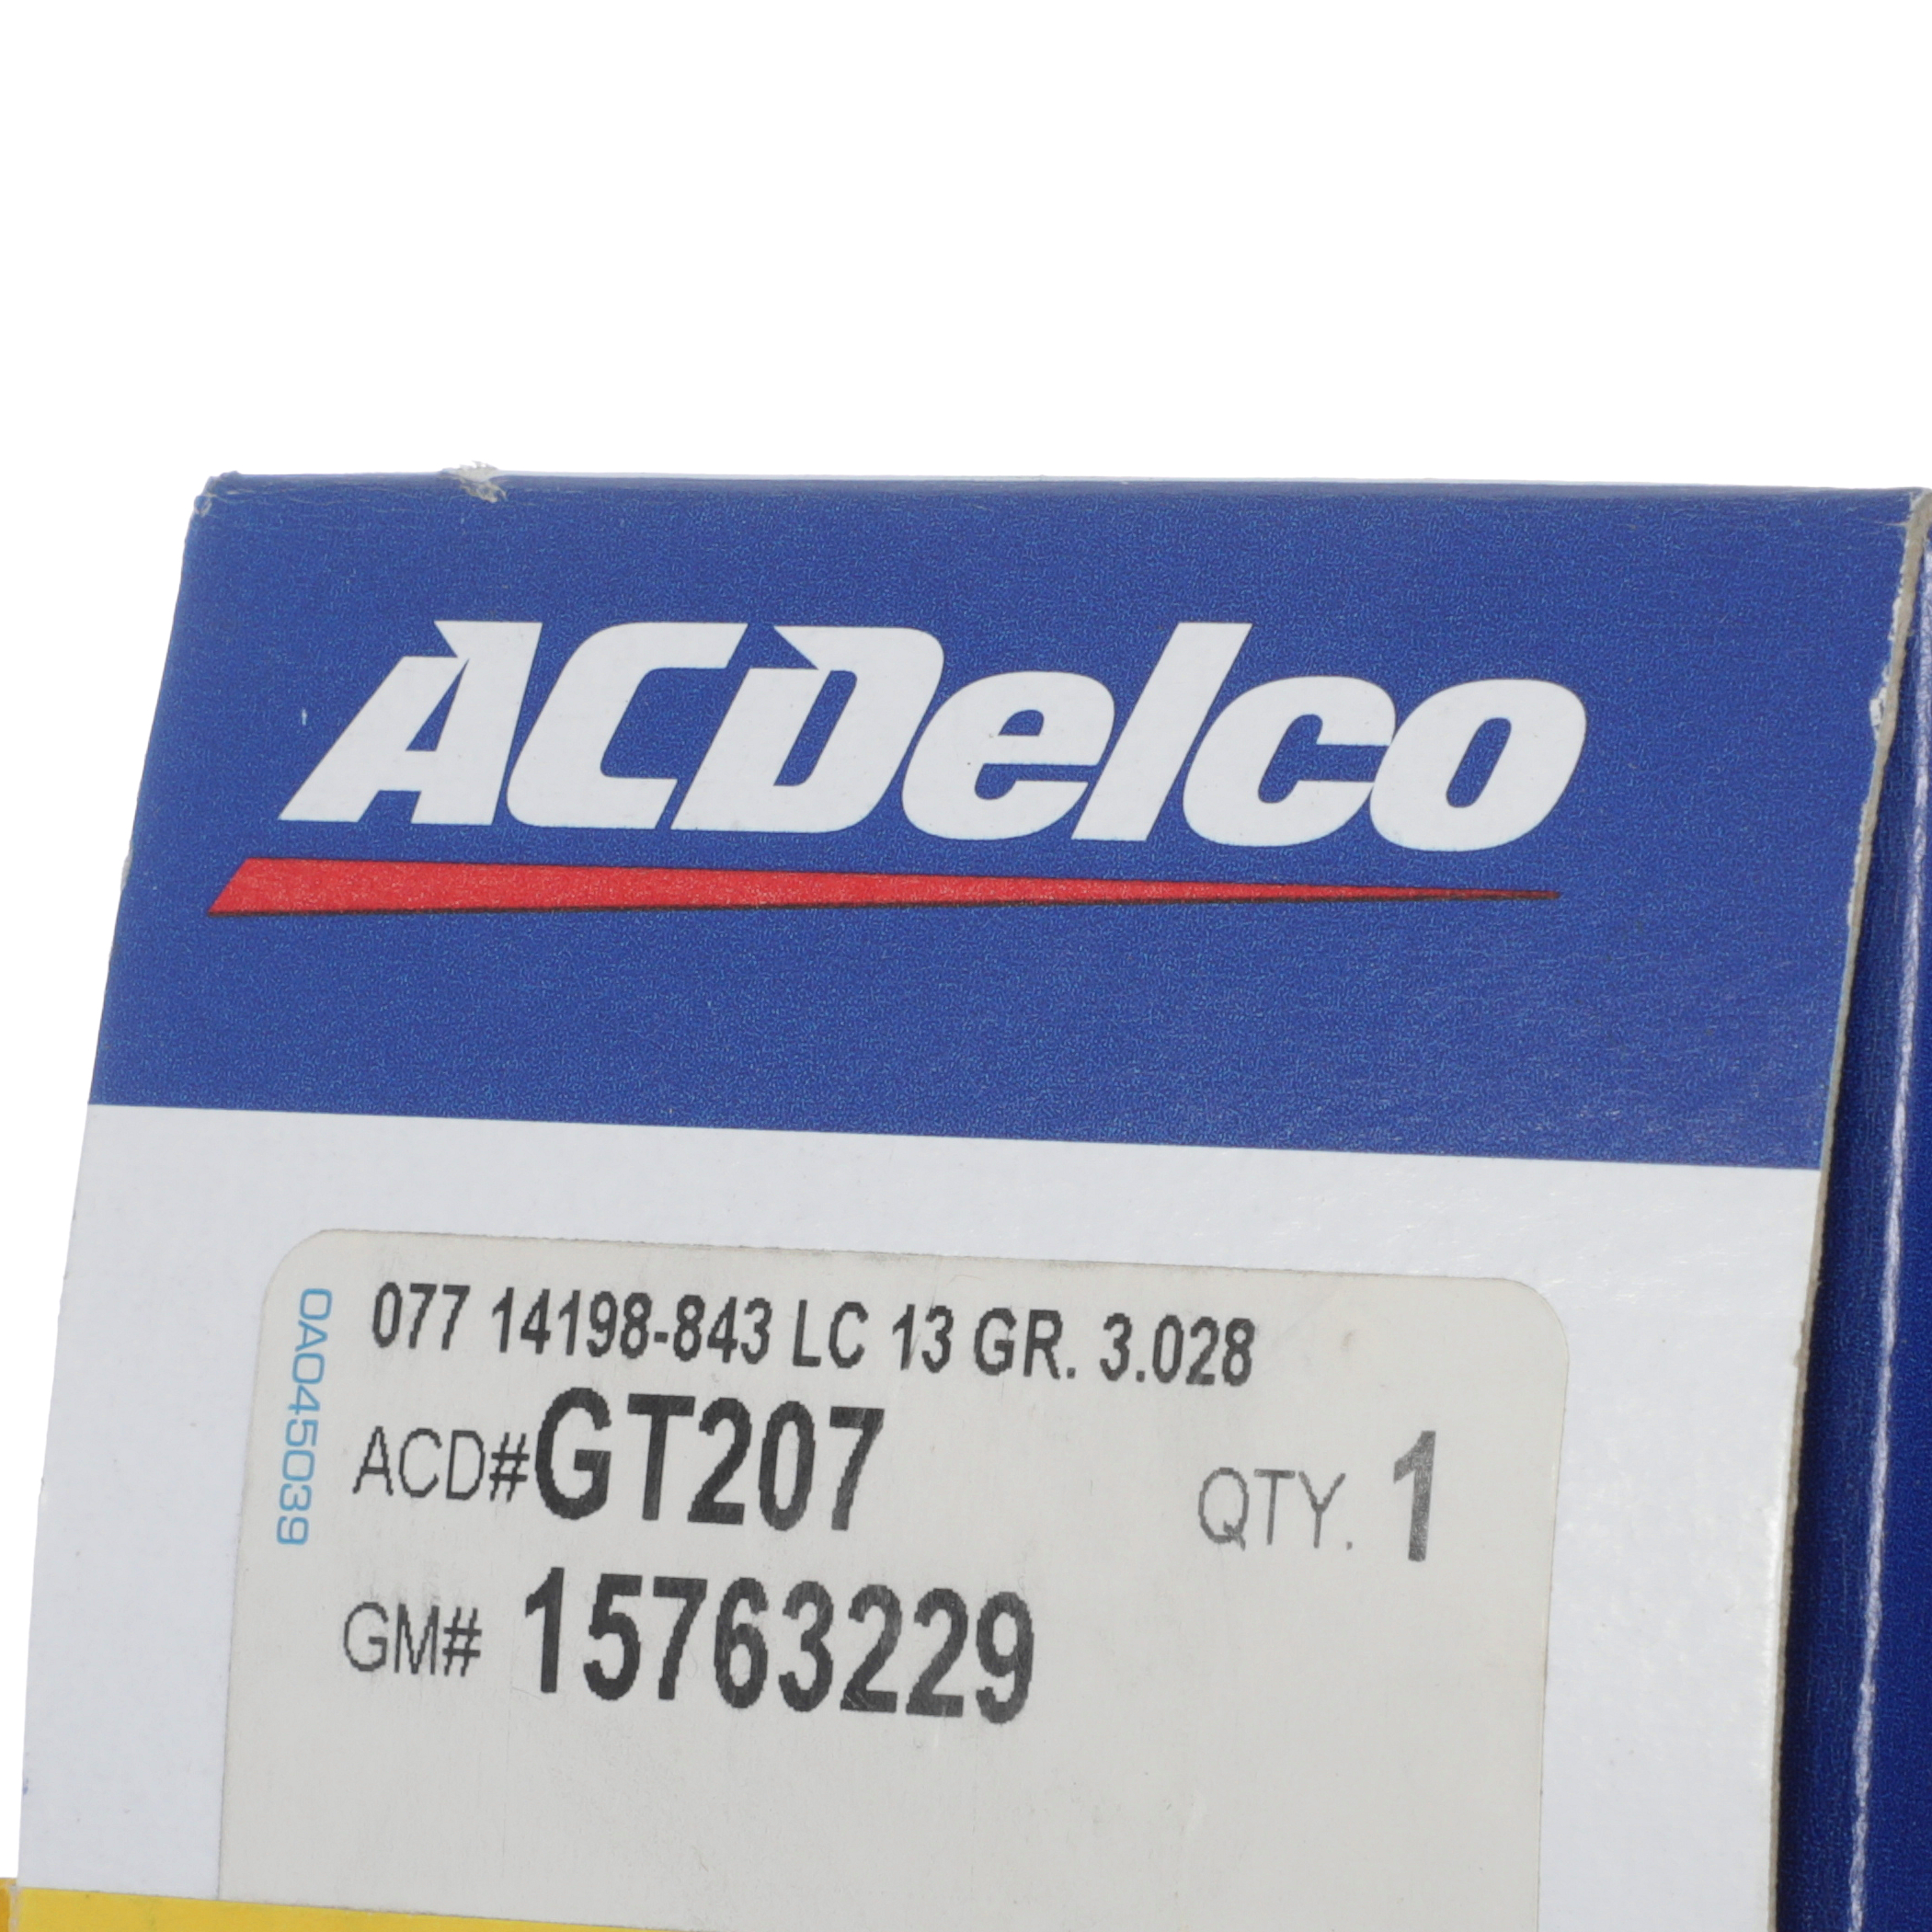 ACDelco
077 14198-843 LC 13 GR. 3.028
ACD# GT207 QTY. 1
GM# 15763229
0A045039